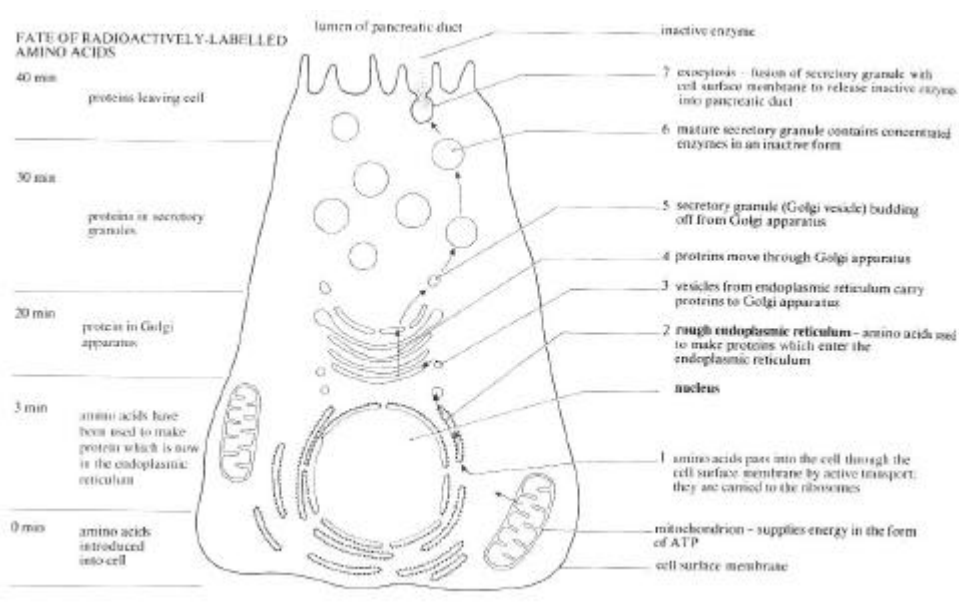 lumen of pancreatic duct
FATE OF RADIOACTIVELY-LABELLED
AMINO ACIDS
40 min
proteins leaving cell
30 min
proteins in secretory
granules
20 min
protein in Golgi
apparatus
3 min
amino acids have
been used to make
protein which is now
in the endoplasmic
reticulum
0 min
amino acids
introduced
into cell
inactive enzyme
7 exocytosis – fusion of secretory granule with
cell surface membrane to release inactive enzyme
into pancreatic duct
6 mature secretory granule contains concentrated
enzymes in an inactive form
5 secretory granule (Golgi vesicle) budding
off from Golgi apparatus
4 proteins move through Golgi apparatus
3 vesicles from endoplasmic reticulum carry
proteins to Golgi apparatus
2 rough endoplasmic reticulum – amino acids used
to make proteins which enter the
endoplasmic reticulum
nucleus
1 amino acids pass into the cell through the
cell surface membrane by active transport;
they are carried to the ribosomes
mitochondrion – supplies energy in the form
of ATP
cell surface membrane